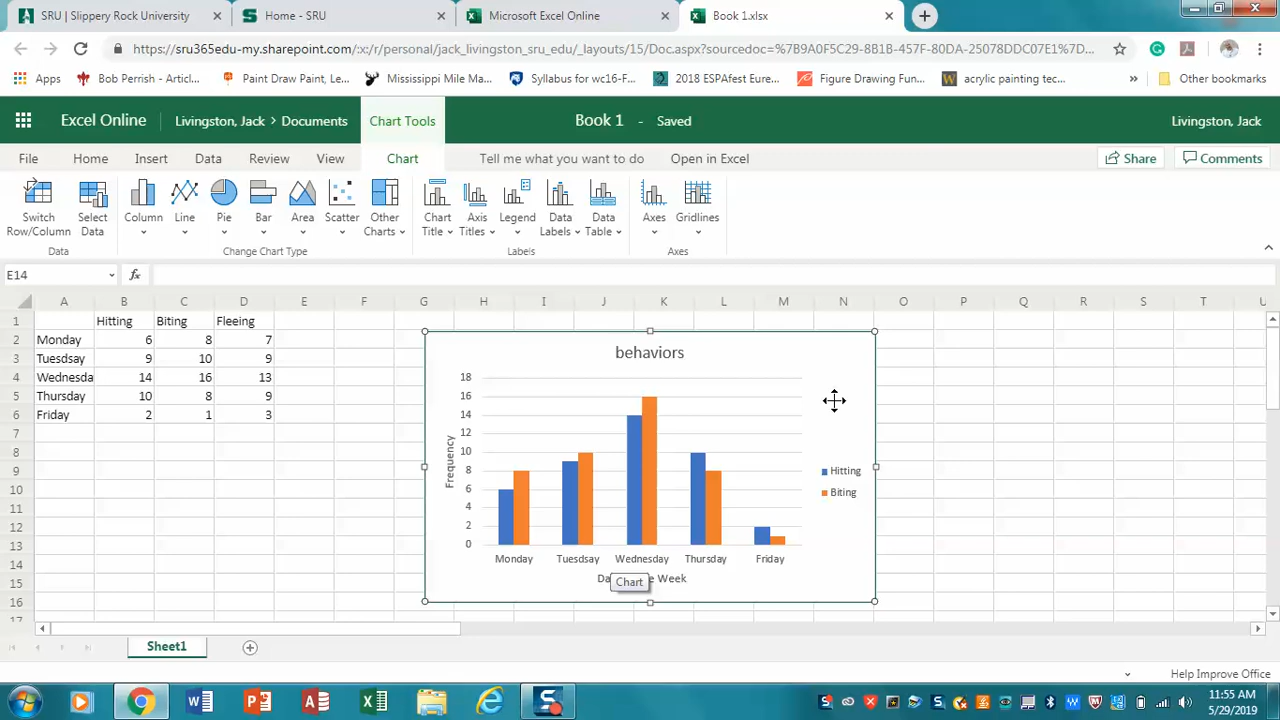 SRU | Slippery Rock University
Home - SRU
Microsoft Excel Online
Book 1.xlsx
https://sru365edu-my.sharepoint.com/:x:/r/personal/jack_livingston_sru_edu/_layouts/15/Doc.aspx?sourcedoc=%7B9A0F5C29-8B1B-457F-80DA-25078DDC07E1%7D...
Apps
Bob Perrish - Articl...
Paint Draw Paint, Le...
Mississippi Mile Ma...
Syllabus for wc16-F...
2018 ESRIfest Eure...
Figure Drawing Fun...
acrylic painting tec...
»
Other bookmarks
Excel Online
Livingston, Jack > Documents
Chart Tools
Book 1 - Saved
Livingston, Jack
File
Home
Insert
Data
Review
View
Chart
Tell me what you want to do
Open in Excel
Share
Comments
Switch Row/Column
Select Data
Column
Line
Pie
Bar
Area
Scatter
Other Charts
Chart Title
Axis Titles
Legend
Data Labels
Data Table
Axes
Gridlines
Data
Change Chart Type
Labels
Axes
E14
fx
A B C D E F G H I J K L M N O P Q R S T U
1 Hitting Biting Fleeing
2 Monday 6 8 7
3 Tuesdsay 9 10 9
4 Wednesda 14 16 13
5 Thursday 10 8 9
6 Friday 2 1 3
7
8
9
10
11
12
13
14
15
16
17
behaviors
18
16
14
12
10
8
6
4
2
0
Frequency
Monday Tuesdsay Wednesday Thursday Friday
Week
Chart
Hitting
Biting
Sheet1
Help Improve Office
11:55 AM
5/29/2019